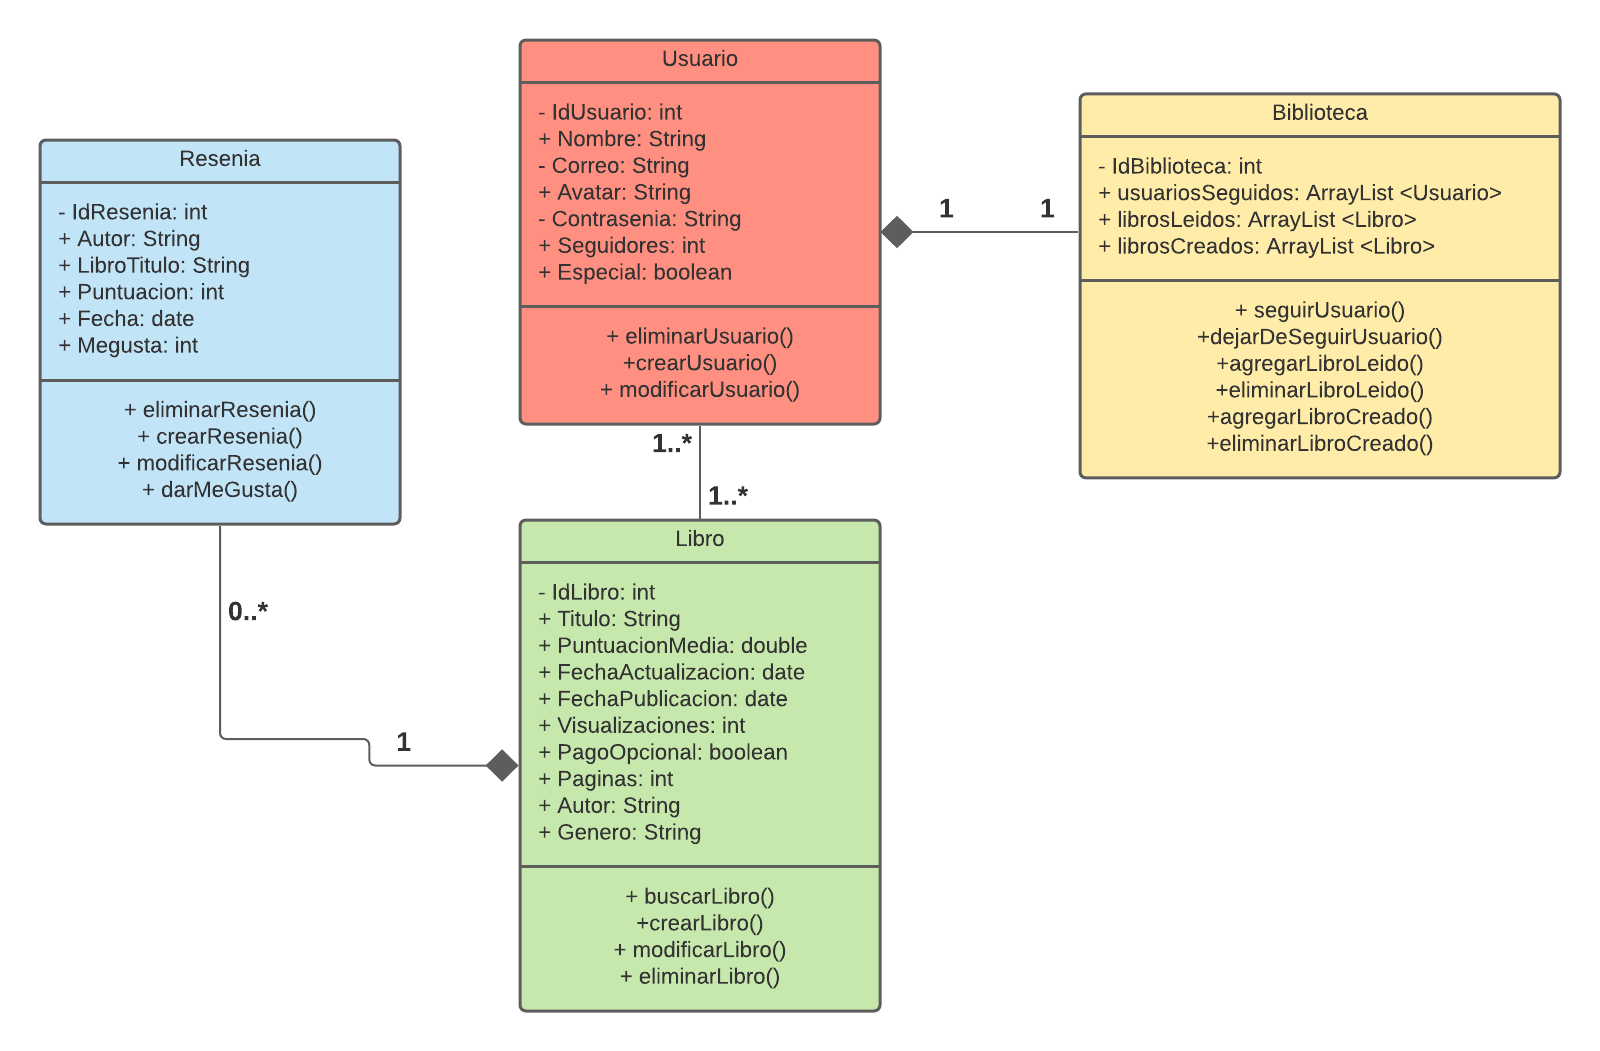 Usuario
- IdUsuario: int
+ Nombre: String
- Correo: String
+ Avatar: String
- Contrasenia: String
+ Seguidores: int
+ Especial: boolean
+ eliminarUsuario()
+crearUsuario()
+ modificarUsuario()
Biblioteca
- IdBiblioteca: int
+ usuariosSeguidos: ArrayList <Usuario>
+ librosLeidos: ArrayList <Libro>
+ librosCreados: ArrayList <Libro>
+ seguirUsuario()
+dejarDeSeguirUsuario()
+agregarLibroLeido()
+eliminarLibroLeido()
+agregarLibroCreado()
+eliminarLibroCreado()
Resenia
- IdResenia: int
+ Autor: String
+ LibroTitulo: String
+ Puntuacion: int
+ Fecha: date
+ Megusta: int
+ eliminarResenia()
+ crearResenia()
+ modificarResenia()
+ darMeGusta()
1
1
1..*
1..*
0..*
1
Libro
- IdLibro: int
+ Titulo: String
+ PuntuacionMedia: double
+ FechaActualizacion: date
+ FechaPublicacion: date
+ Visualizaciones: int
+ PagoOpcional: boolean
+ Paginas: int
+ Autor: String
+ Genero: String
+ buscarLibro()
+crearLibro()
+ modificarLibro()
+ eliminarLibro()